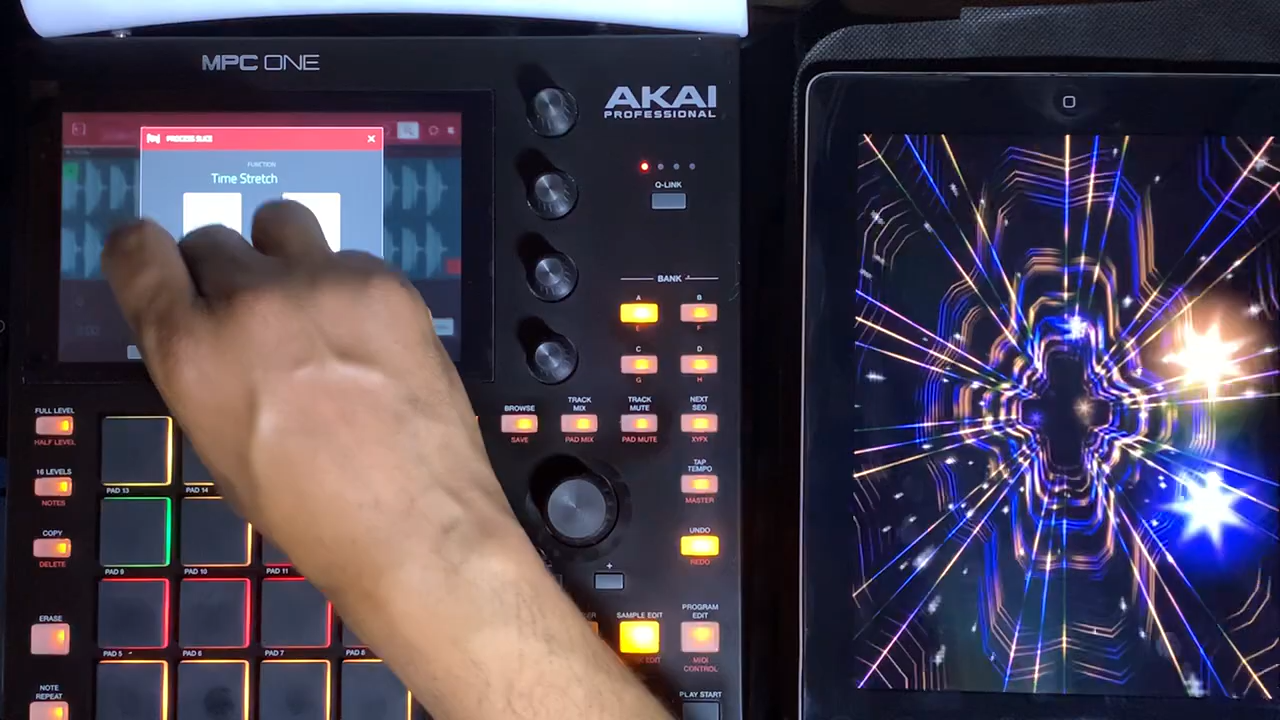 MPC ONE
AKAI
PROFESSIONAL
PROCESS SLICE
FUNCTION
Time Stretch
Q-LINK
BANK
A
B
E
F
C
D
G
H
FULL LEVEL
HALF LEVEL
BROWSE
SAVE
TRACK
MIX
PAD MIX
TRACK
MUTE
PAD MUTE
NEXT
SEQ
XYFX
16 LEVELS
NOTES
TAP
TEMPO
MASTER
PAD 13
PAD 14
COPY
DELETE
UNDO
REDO
PAD 9
PAD 10
PAD 11
+
ERASE
SAMPLE EDIT
EDIT
PROGRAM
EDIT
MIDI
CONTROL
PAD 5
PAD 6
PAD 7
PAD 8
NOTE
REPEAT
PLAY START